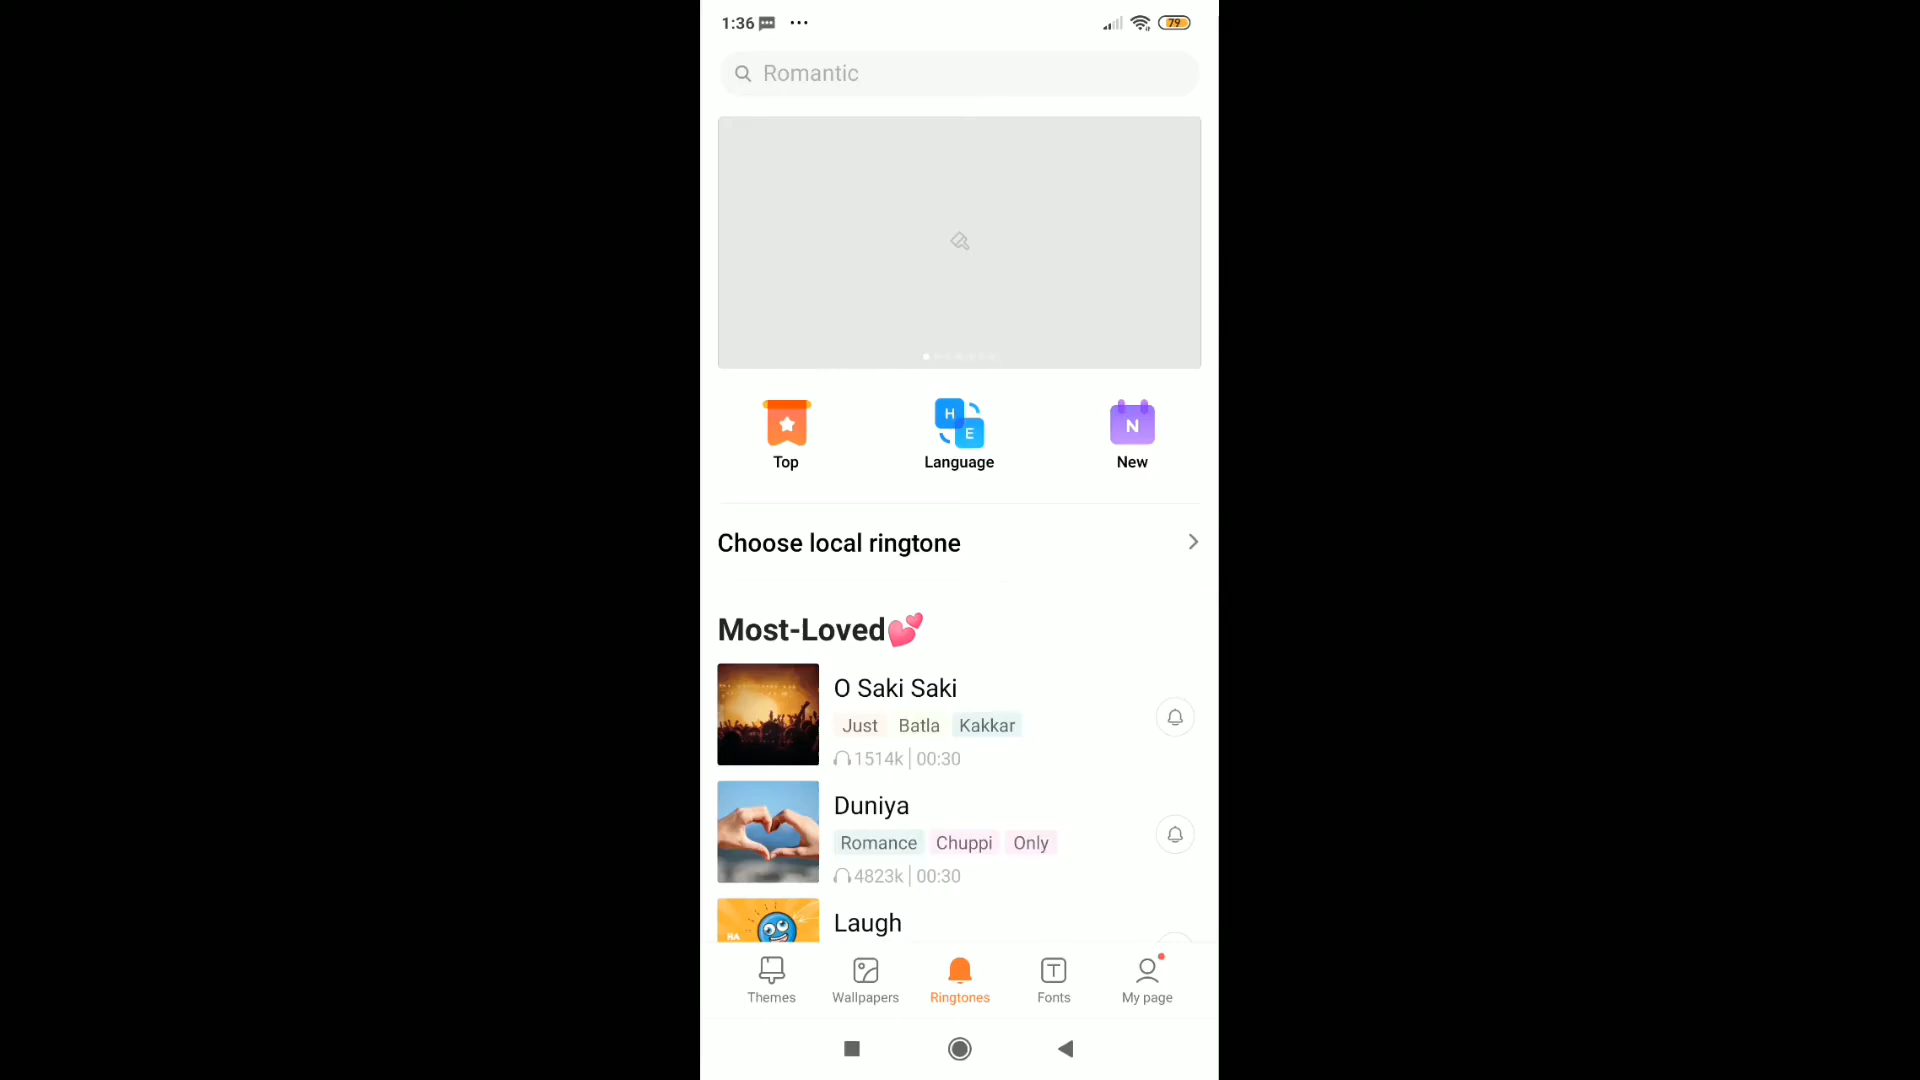 1:36
79
Romantic
H
E
N
Top
Language
New
Choose local ringtone
Most-Loved💕
O Saki Saki
Just Batla Kakkar
1514k | 00:30
Duniya
Romance Chuppi Only
4823k | 00:30
HA
Laugh
T
Themes
Wallpapers
Ringtones
Fonts
My page